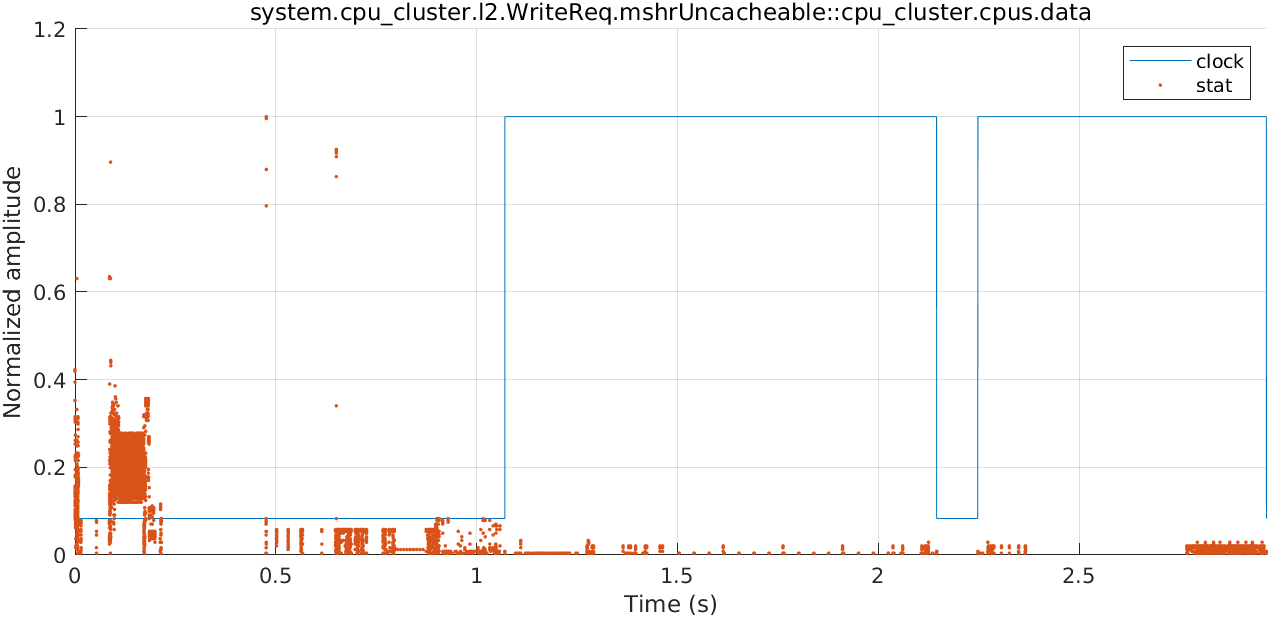 system.cpu_cluster.l2.WriteReq.mshrUncacheable::cpu_cluster.cpus.data
1.2
clock
stat
1
0.8
0.6
0.4
0.2
0
Normalized amplitude
0
0.5
1
1.5
2
2.5
Time (s)